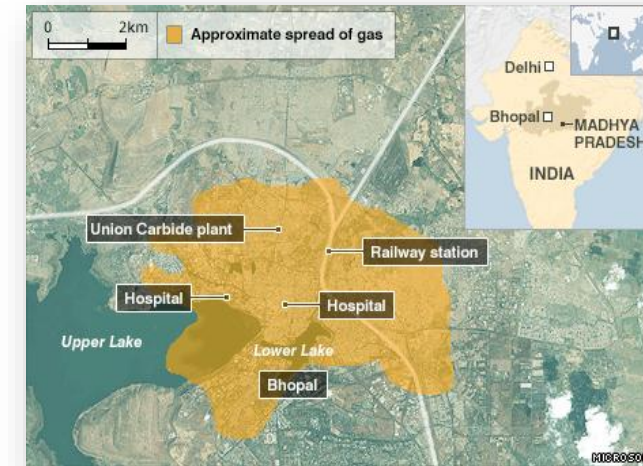 0 2km
Approximate spread of gas
Delhi
Bhopal
MADHYA
PRADESH
INDIA
Union Carbide plant
Railway station
Hospital
Hospital
Upper Lake
Lower Lake
Bhopal
MICROSO